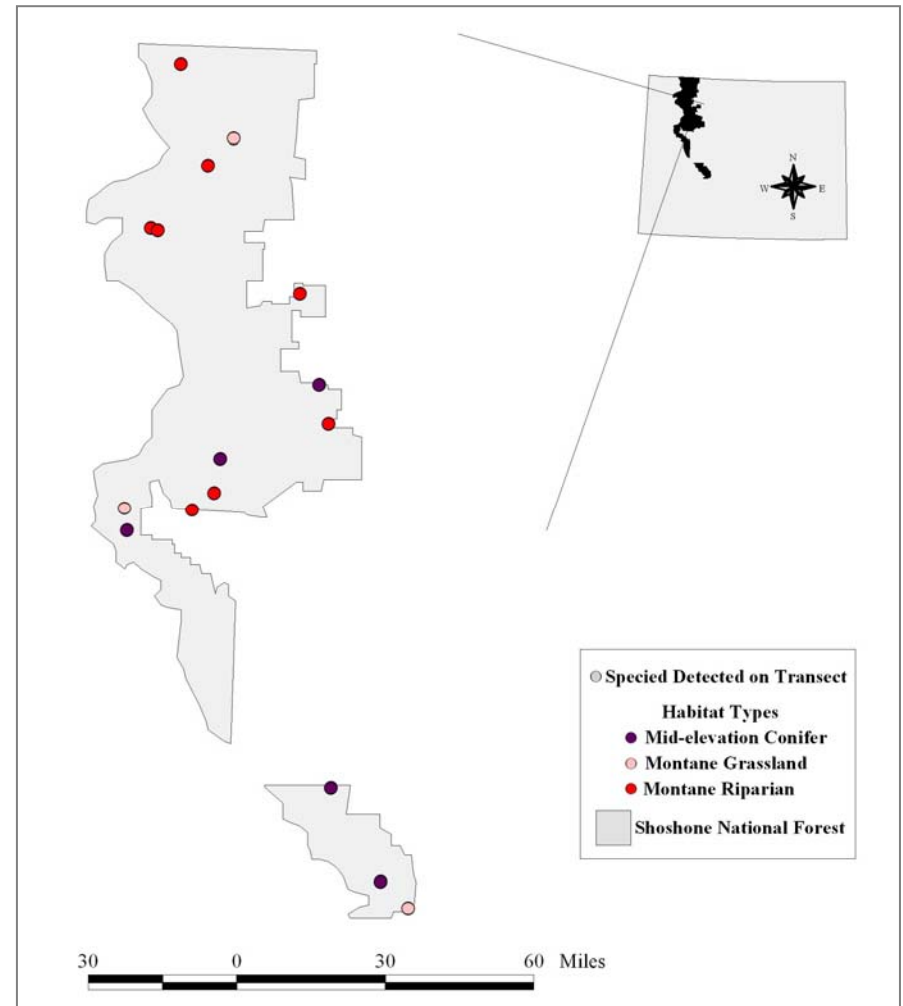 N
W E
S
Specied Detected on Transect
Habitat Types
Mid-elevation Conifer
Montane Grassland
Montane Riparian
Shoshone National Forest
30 0 30 60 Miles